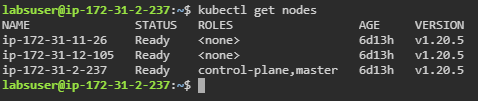 labsuser@ip-172-31-2-237:~$ kubectl get nodes
NAME STATUS ROLES AGE VERSION
ip-172-31-11-26 Ready <none> 6d13h v1.20.5
ip-172-31-12-105 Ready <none> 6d13h v1.20.5
ip-172-31-2-237 Ready control-plane,master 6d13h v1.20.5
labsuser@ip-172-31-2-237:~$